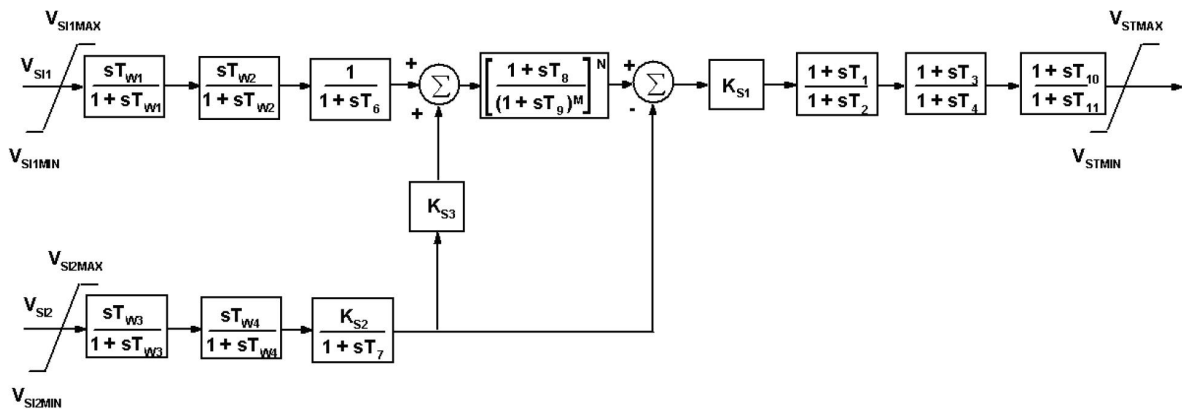 V_SI1MAX
V_STMAX
V_SI1
sT_W1
1 + sT_W1
sT_W2
1 + sT_W2
1
1 + sT_6
+
+
Σ
[ 1 + sT_8 ]^N
(1 + sT_9)^M
+
-
Σ
K_S1
1 + sT_1
1 + sT_2
1 + sT_3
1 + sT_4
1 + sT_10
1 + sT_11
V_SI1MIN
V_STMIN
K_S3
V_SI2MAX
V_SI2
sT_W3
1 + sT_W3
sT_W4
1 + sT_W4
K_S2
1 + sT_7
V_SI2MIN